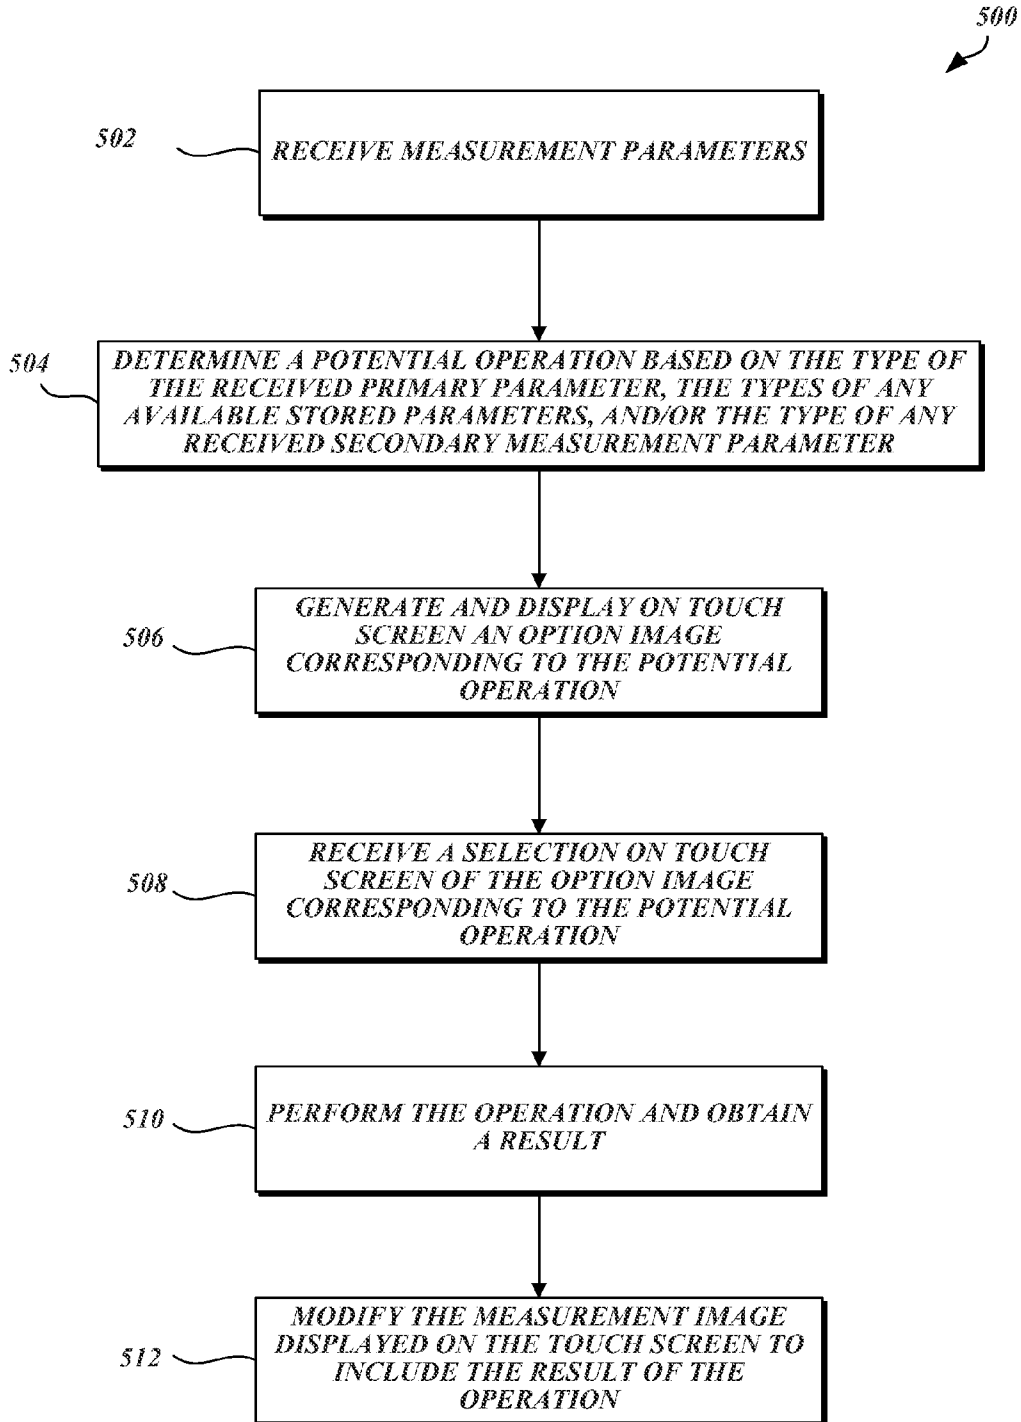 500
502
RECEIVE MEASUREMENT PARAMETERS
504
DETERMINE A POTENTIAL OPERATION BASED ON THE TYPE OF
THE RECEIVED PRIMARY PARAMETER, THE TYPES OF ANY
AVAILABLE STORED PARAMETERS, AND/OR THE TYPE OF ANY
RECEIVED SECONDARY MEASUREMENT PARAMETER
506
GENERATE AND DISPLAY ON TOUCH
SCREEN AN OPTION IMAGE
CORRESPONDING TO THE POTENTIAL
OPERATION
508
RECEIVE A SELECTION ON TOUCH
SCREEN OF THE OPTION IMAGE
CORRESPONDING TO THE POTENTIAL
OPERATION
510
PERFORM THE OPERATION AND OBTAIN
A RESULT
512
MODIFY THE MEASUREMENT IMAGE
DISPLAYED ON THE TOUCH SCREEN TO
INCLUDE THE RESULT OF THE
OPERATION